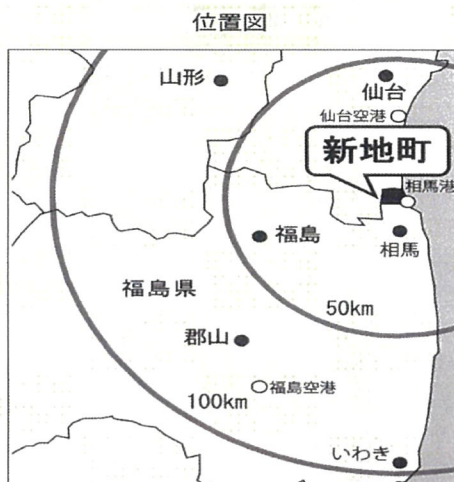 位置図
山形
仙台
仙台空港
新地町
相馬港
福島
相馬
福島県
50km
郡山
福島空港
100km
いわき